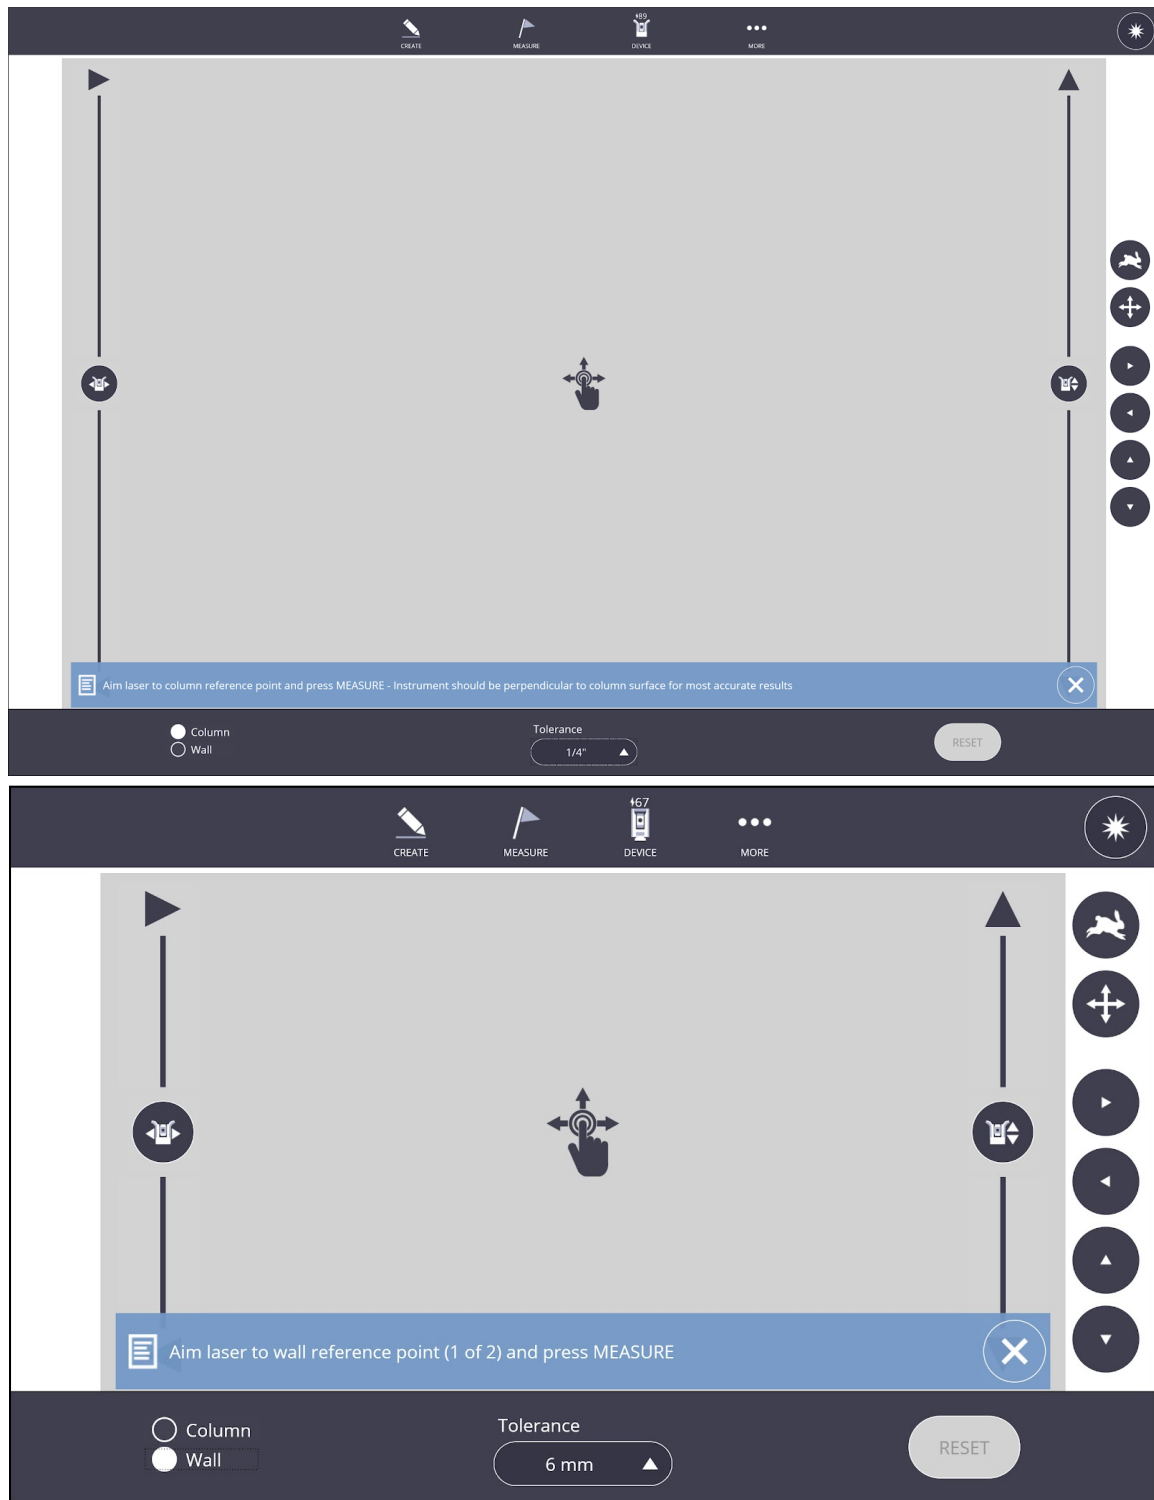 89
CREATE
MEASURE
DEVICE
MORE
Aim laser to column reference point and press MEASURE - Instrument should be perpendicular to column surface for most accurate results
Column
Wall
Tolerance
1/4"
RESET
67
CREATE
MEASURE
DEVICE
MORE
Aim laser to wall reference point (1 of 2) and press MEASURE
Column
Wall
Tolerance
6 mm
RESET